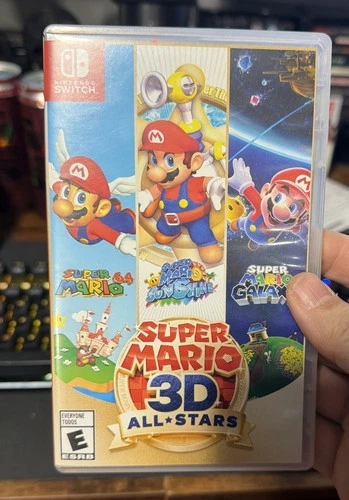 NINTENDO
SWITCH
M
M
M
SUPER
MARIO 64
SUPER
MARIO
SUNSHINE
SUPER
MARIO
GALAXY
SUPER
MARIO
3D
ALL★STARS
EVERYONE
TODOS
E
ESRB